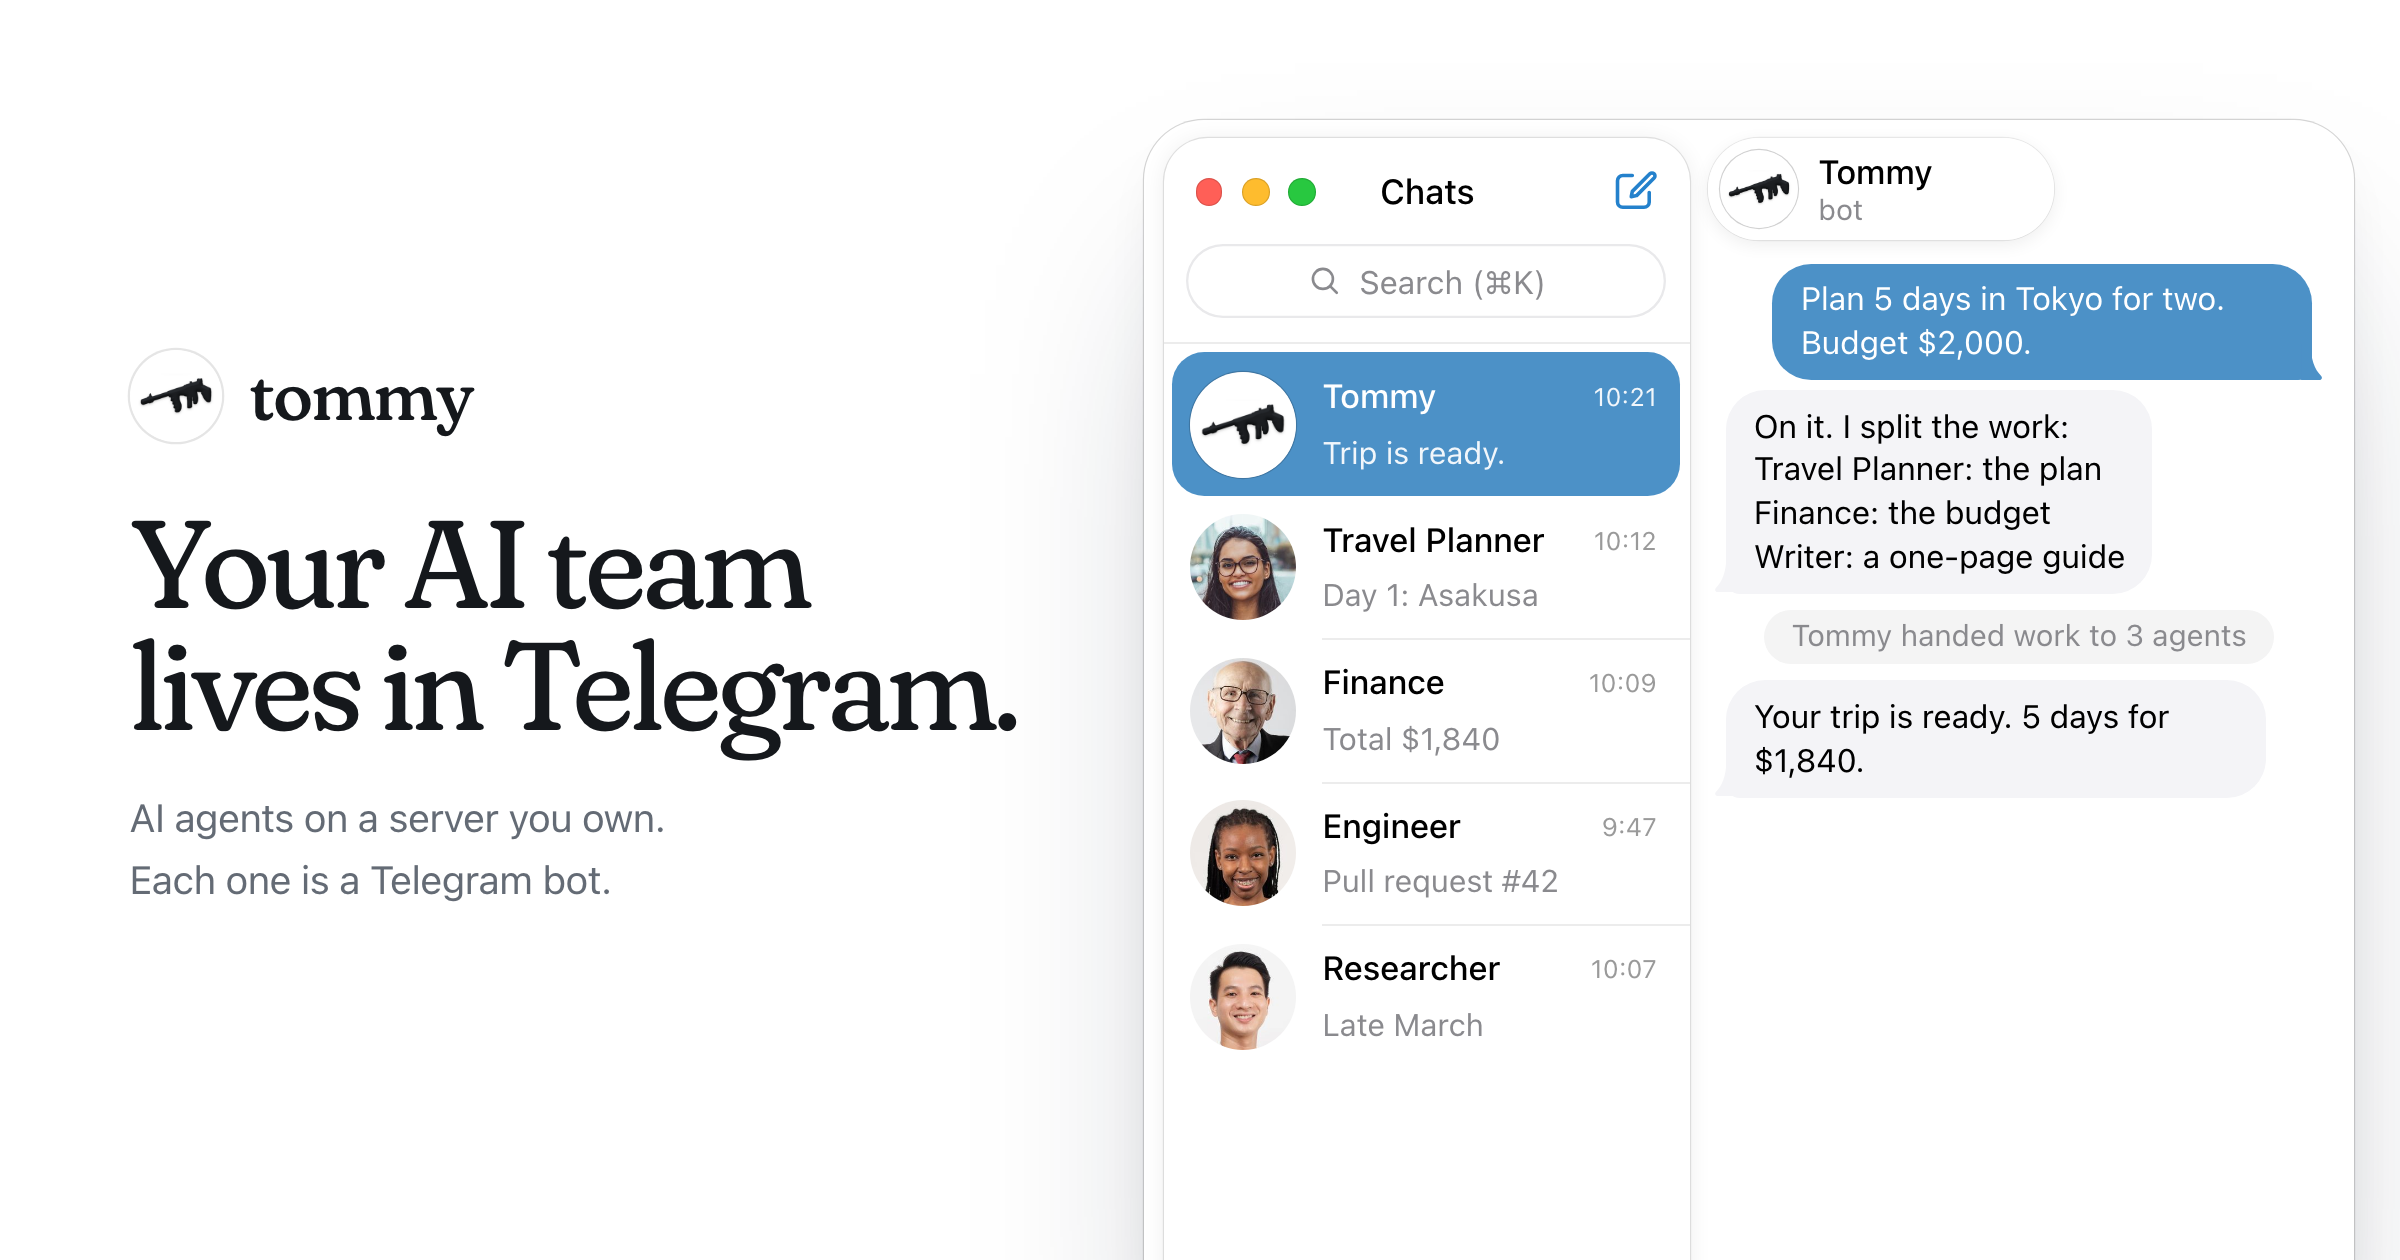 tommy
Your AI team
lives in Telegram.
AI agents on a server you own.
Each one is a Telegram bot.
Chats
Search (⌘K)
Tommy
10:21
Trip is ready.
Travel Planner
10:12
Day 1: Asakusa
Finance
10:09
Total $1,840
Engineer
9:47
Pull request #42
Researcher
10:07
Late March
Tommy
bot
Plan 5 days in Tokyo for two.
Budget $2,000.
On it. I split the work:
Travel Planner: the plan
Finance: the budget
Writer: a one-page guide
Tommy handed work to 3 agents
Your trip is ready. 5 days for
$1,840.